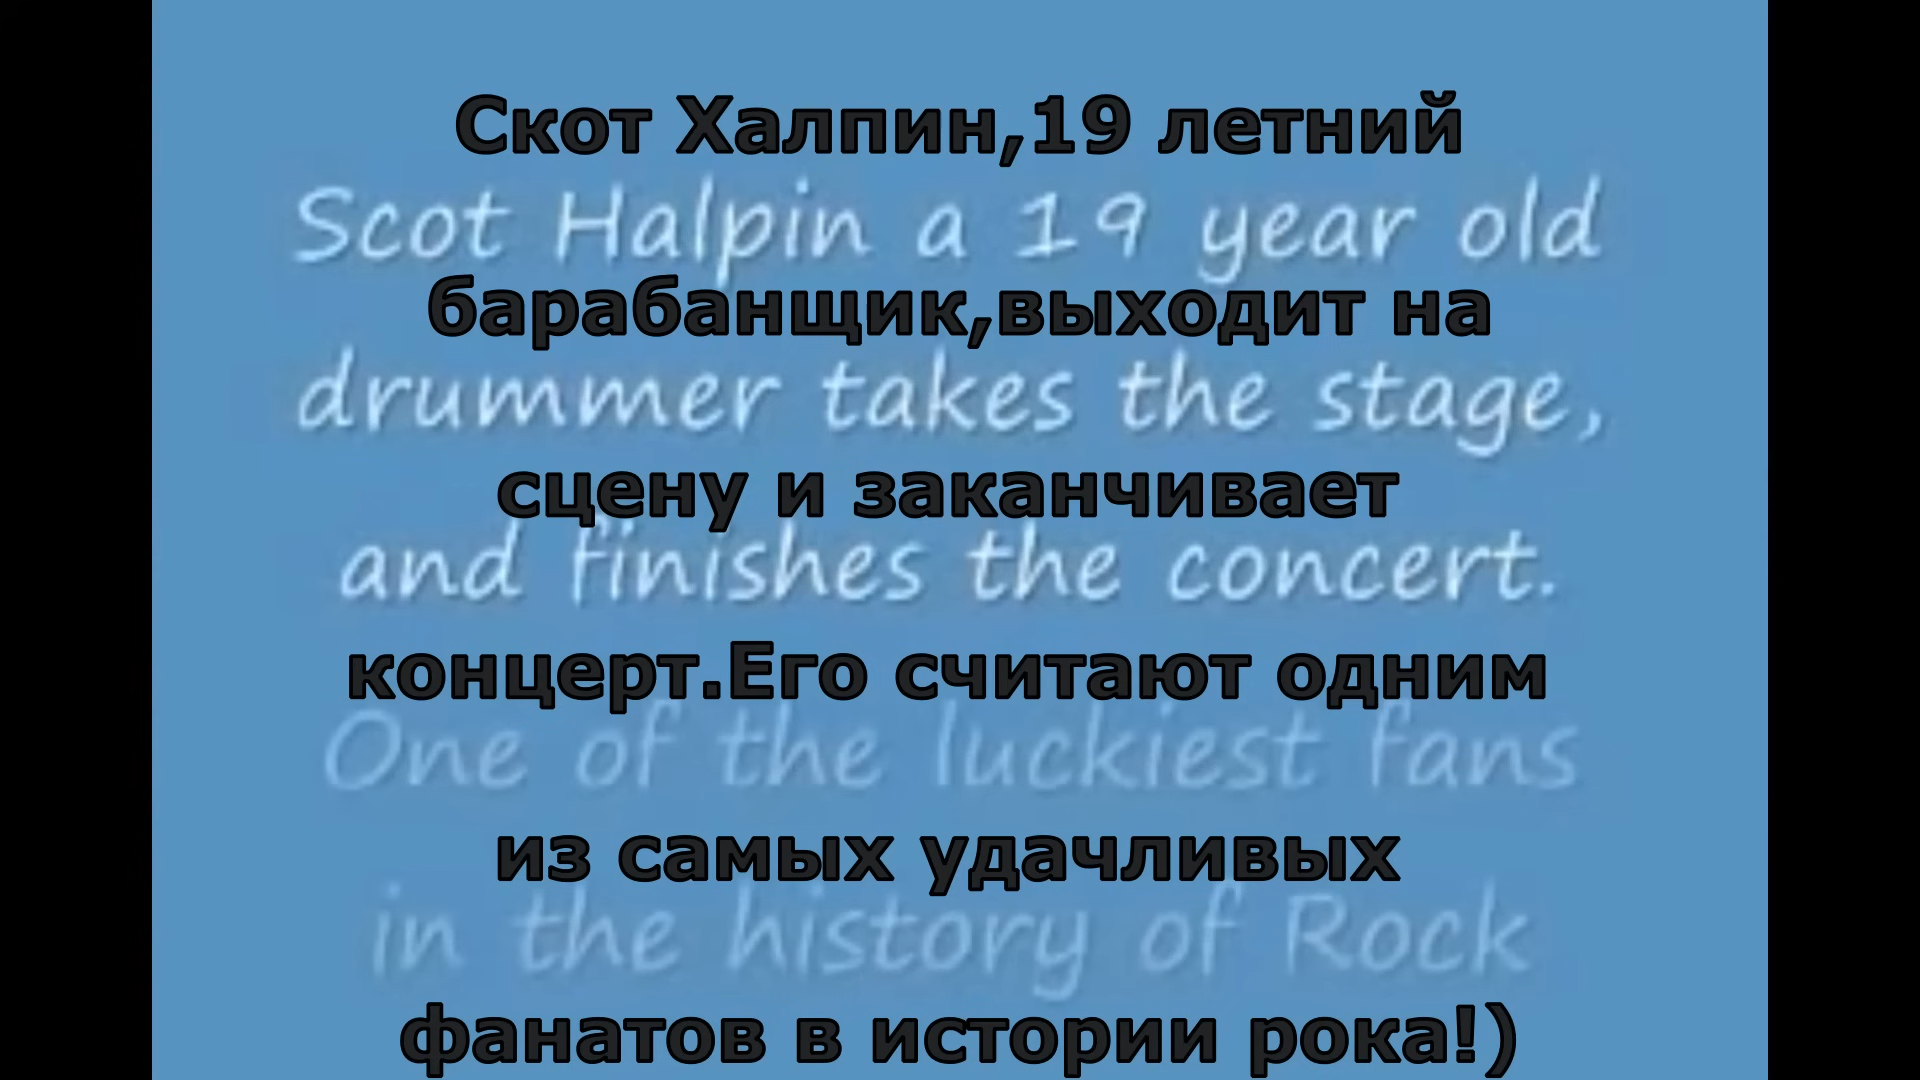 Скот Халпин,19 летний
Scot Halpin a 19 year old
барабанщик,выходит на
drummer takes the stage,
сцену и заканчивает
and finishes the concert.
концерт.Его считают одним
One of the luckiest fans
из самых удачливых
in the history of Rock
фанатов в истории рока!)